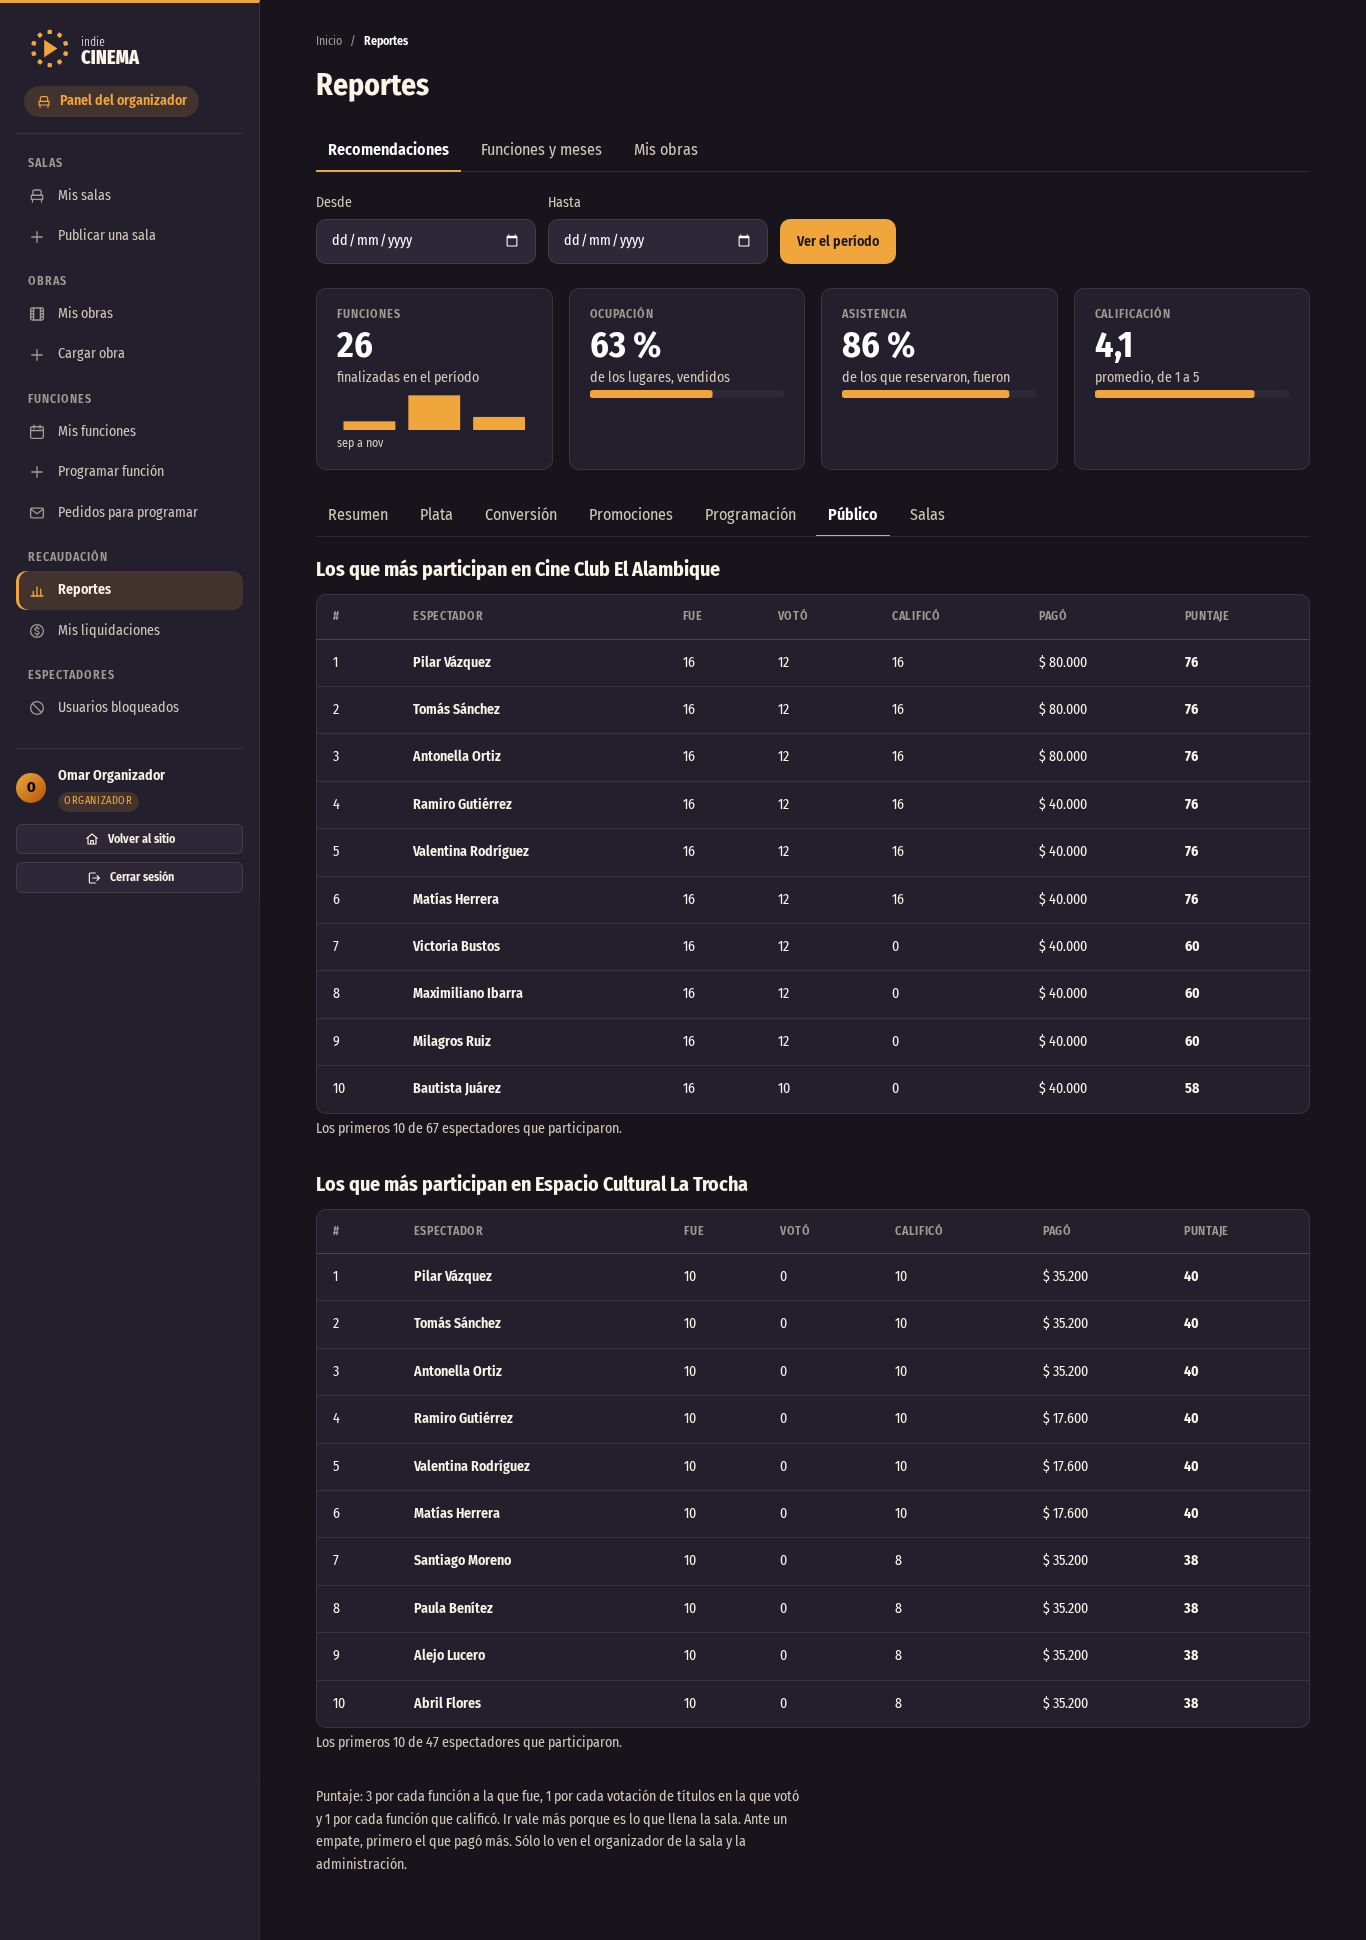 indie
CINEMA
Panel del organizador
SALAS
Mis salas
Publicar una sala
OBRAS
Mis obras
Cargar obra
FUNCIONES
Mis funciones
Programar función
Pedidos para programar
RECAUDACIÓN
Reportes
Mis liquidaciones
ESPECTADORES
Usuarios bloqueados
O
Omar Organizador
ORGANIZADOR
Volver al sitio
Cerrar sesión
Inicio / Reportes
Reportes
Recomendaciones Funciones y meses Mis obras
Desde Hasta
dd/mm/yyyy dd/mm/yyyy Ver el período
FUNCIONES
26
finalizadas en el período
sep a nov
OCUPACIÓN
63 %
de los lugares, vendidos
ASISTENCIA
86 %
de los que reservaron, fueron
CALIFICACIÓN
4,1
promedio, de 1 a 5
Resumen Plata Conversión Promociones Programación Público Salas
Los que más participan en Cine Club El Alambique
# ESPECTADOR FUE VOTÓ CALIFICÓ PAGÓ PUNTAJE
1 Pilar Vázquez 16 12 16 $ 80.000 76
2 Tomás Sánchez 16 12 16 $ 80.000 76
3 Antonella Ortiz 16 12 16 $ 80.000 76
4 Ramiro Gutiérrez 16 12 16 $ 40.000 76
5 Valentina Rodríguez 16 12 16 $ 40.000 76
6 Matías Herrera 16 12 16 $ 40.000 76
7 Victoria Bustos 16 12 0 $ 40.000 60
8 Maximiliano Ibarra 16 12 0 $ 40.000 60
9 Milagros Ruiz 16 12 0 $ 40.000 60
10 Bautista Juárez 16 10 0 $ 40.000 58
Los primeros 10 de 67 espectadores que participaron.
Los que más participan en Espacio Cultural La Trocha
# ESPECTADOR FUE VOTÓ CALIFICÓ PAGÓ PUNTAJE
1 Pilar Vázquez 10 0 10 $ 35.200 40
2 Tomás Sánchez 10 0 10 $ 35.200 40
3 Antonella Ortiz 10 0 10 $ 35.200 40
4 Ramiro Gutiérrez 10 0 10 $ 17.600 40
5 Valentina Rodríguez 10 0 10 $ 17.600 40
6 Matías Herrera 10 0 10 $ 17.600 40
7 Santiago Moreno 10 0 8 $ 35.200 38
8 Paula Benítez 10 0 8 $ 35.200 38
9 Alejo Lucero 10 0 8 $ 35.200 38
10 Abril Flores 10 0 8 $ 35.200 38
Los primeros 10 de 47 espectadores que participaron.
Puntaje: 3 por cada función a la que fue, 1 por cada votación de títulos en la que votó
y 1 por cada función que calificó. Ir vale más porque es lo que llena la sala. Ante un
empate, primero el que pagó más. Sólo lo ven el organizador de la sala y la
administración.